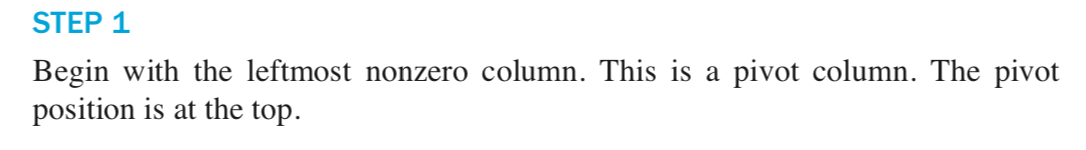 STEP 1
Begin with the leftmost nonzero column. This is a pivot column. The pivot
position is at the top.